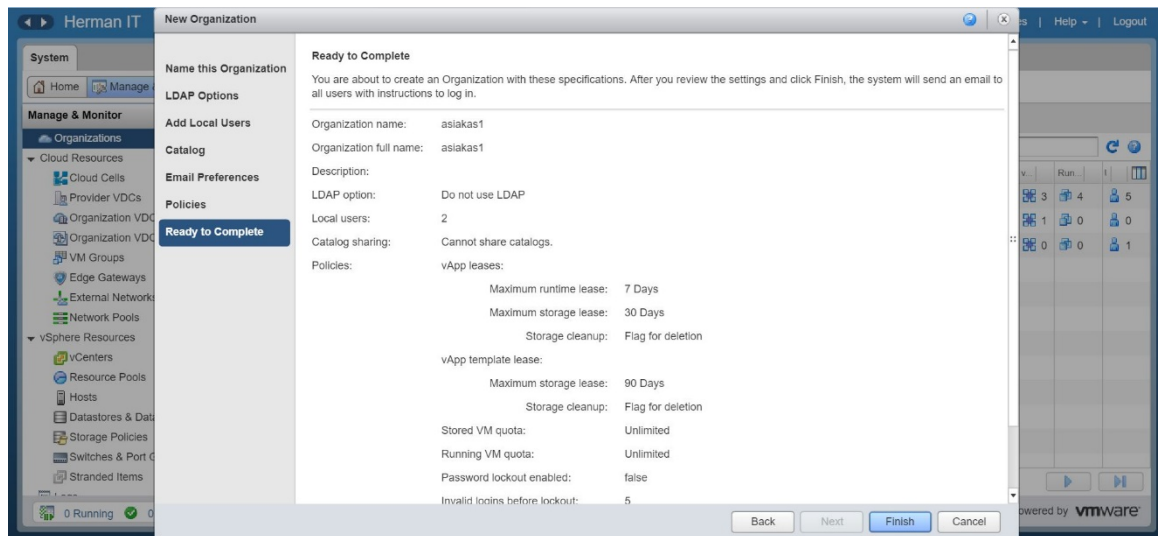 Herman IT
New Organization
Help
Logout
System
Home
Manage
Manage & Monitor
Organizations
Cloud Resources
Cloud Cells
Provider VDCs
Organization VDC
Organization VDC
VM Groups
Edge Gateways
External Networks
Network Pools
vSphere Resources
vCenters
Resource Pools
Hosts
Datastores & Data
Storage Policies
Switches & Port G
Stranded Items
0 Running 0
Name this Organization
LDAP Options
Add Local Users
Catalog
Email Preferences
Policies
Ready to Complete
Ready to Complete
You are about to create an Organization with these specifications. After you review the settings and click Finish, the system will send an email to
all users with instructions to log in.
Organization name: asiakas1
Organization full name: asiakas1
Description:
LDAP option: Do not use LDAP
Local users: 2
Catalog sharing: Cannot share catalogs.
Policies: vApp leases:
Maximum runtime lease: 7 Days
Maximum storage lease: 30 Days
Storage cleanup: Flag for deletion
vApp template lease:
Maximum storage lease: 90 Days
Storage cleanup: Flag for deletion
Stored VM quota: Unlimited
Running VM quota: Unlimited
Password lockout enabled: false
Invalid logins before lockout: 5
Back Next Finish Cancel
v... Run...
3 4 5
1 0 0
0 0 1
powered by vmware